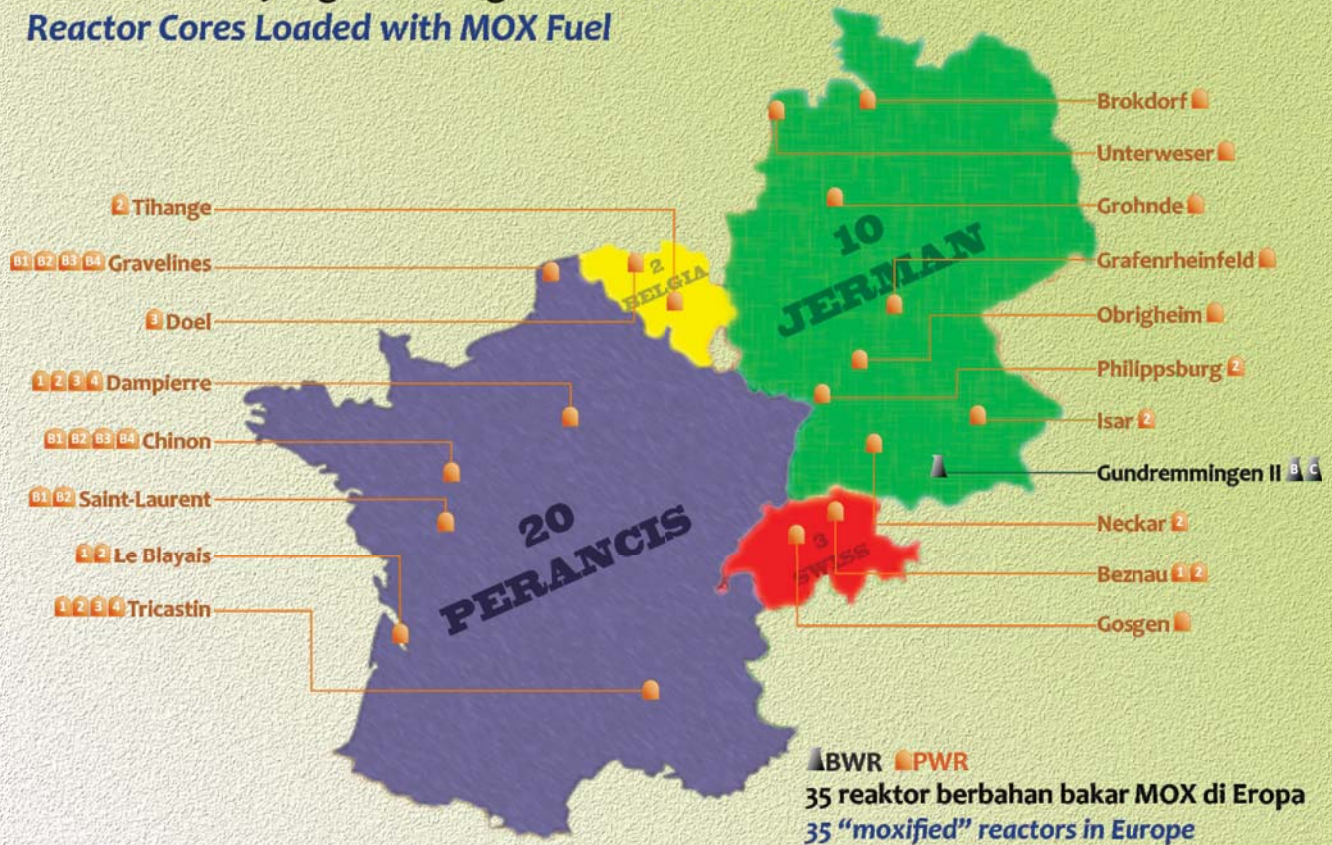 Reactor Cores Loaded with MOX Fuel
2 Tihange
B1 B2 B3 B4 Gravelines
3 Doel
1 2 3 4 Dampierre
B1 B2 B3 B4 Chinon
B1 B2 Saint-Laurent
1 2 Le Blayais
1 2 3 4 Tricastin
2
BELGIA
10
JERMAN
20
PERANCIS
3
SWISS
Brokdorf
Unterweser
Grohnde
Grafenrheinfeld
Obrigheim
Philippsburg 2
Isar 2
Gundremmingen II B C
Neckar 2
Beznau 1 2
Gosgen
BWR PWR
35 reaktor berbahan bakar MOX di Eropa
35 “moxified” reactors in Europe